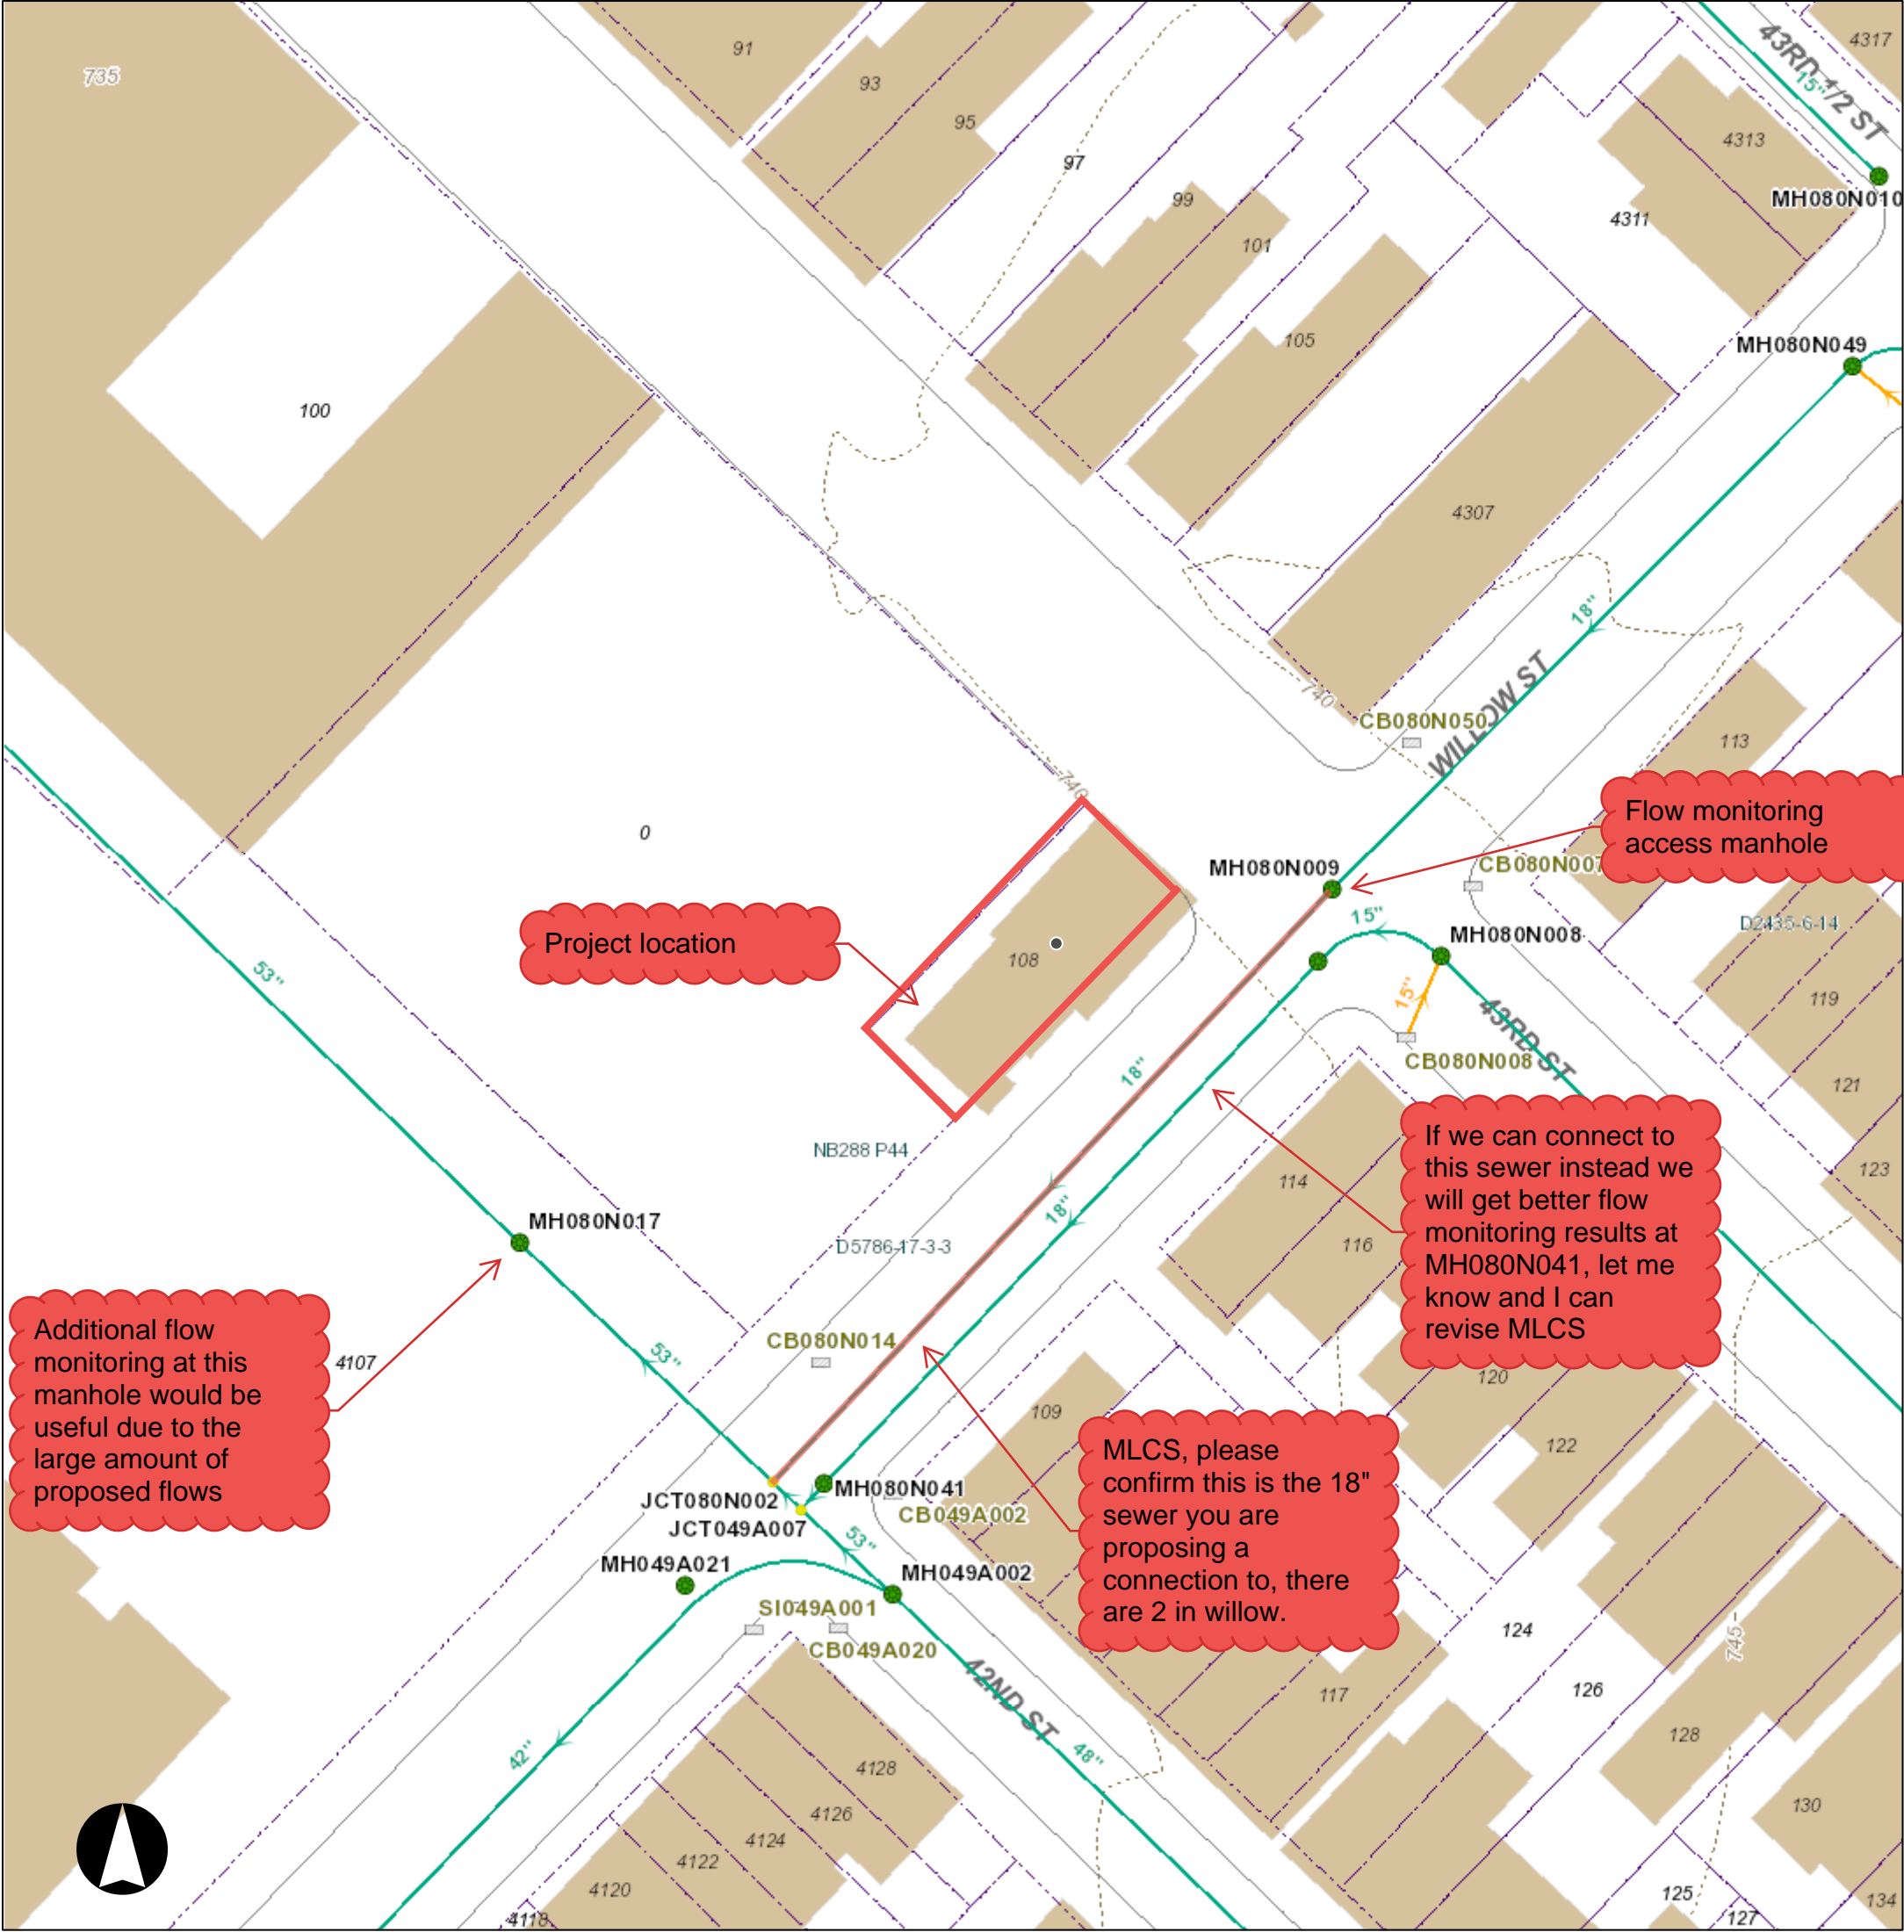 735
91
93
95
97
99
101
105
4307
43RD 1/2 ST
15"
4317
4313
4311
MH080N010
MH080N049
100
0
18"
WILLOW ST
740
CB080N050
113
740
Flow monitoring
access manhole
MH080N009
CB080N007
D2435-6-14
15"
MH080N008
Project location
108
53"
15"
43RD ST
119
CB080N008
121
18"
123
NB288 P44
If we can connect to
this sewer instead we
will get better flow
monitoring results at
MH080N041, let me
know and I can
revise MLCS
114
116
18"
MH080N017
D5786-17-3-3
Additional flow
monitoring at this
manhole would be
useful due to the
large amount of
proposed flows
4107
53"
CB080N014
120
122
109
MLCS, please
confirm this is the 18"
sewer you are
proposing a
connection to, there
are 2 in willow.
MH080N041
JCT080N002
CB049A002
JCT049A007
53"
MH049A021
MH049A002
SI049A001
CB049A020
42ND ST
48"
42"
124
745
126
117
128
130
4128
4126
4124
4122
4120
4118
125
127
134